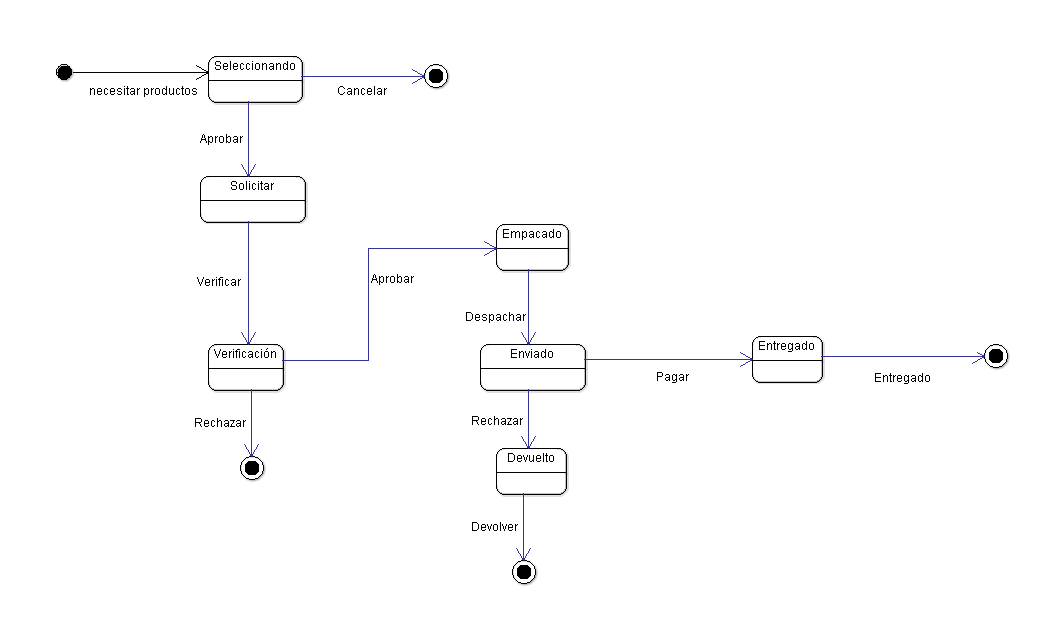 Seleccionando
necesitar productos
Cancelar
Aprobar
Solicitar
Verificar
Empacado
Aprobar
Despachar
Verificación
Enviado
Entregado
Pagar
Entregado
Rechazar
Rechazar
Devuelto
Devolver